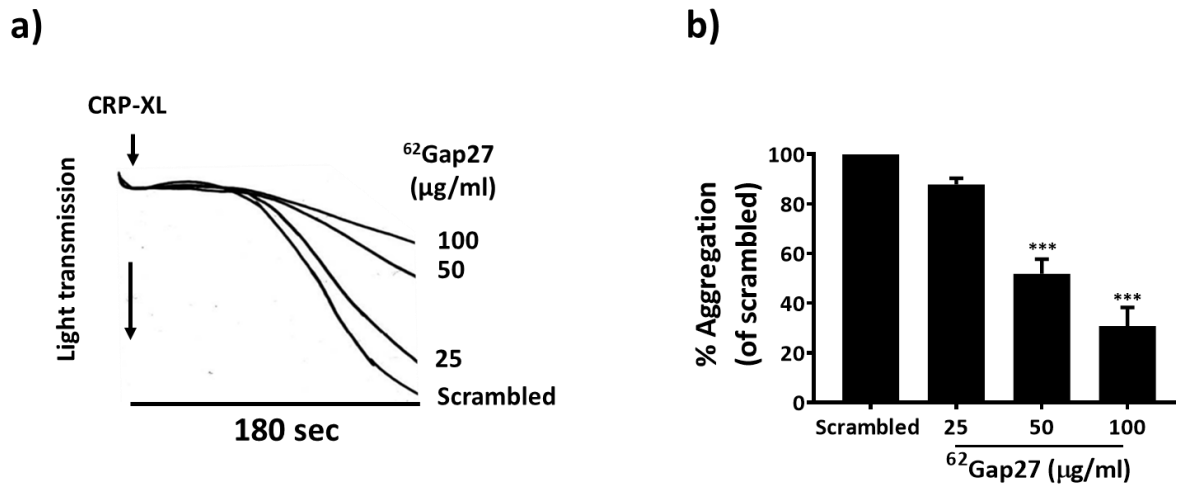 a)
CRP-XL
Light transmission
⁶²Gap27
(µg/ml)
100
50
25
Scrambled
180 sec
b)
% Aggregation
(of scrambled)
100
80
60
40
20
0
***
***
Scrambled 25 50 100
⁶²Gap27 (µg/ml)